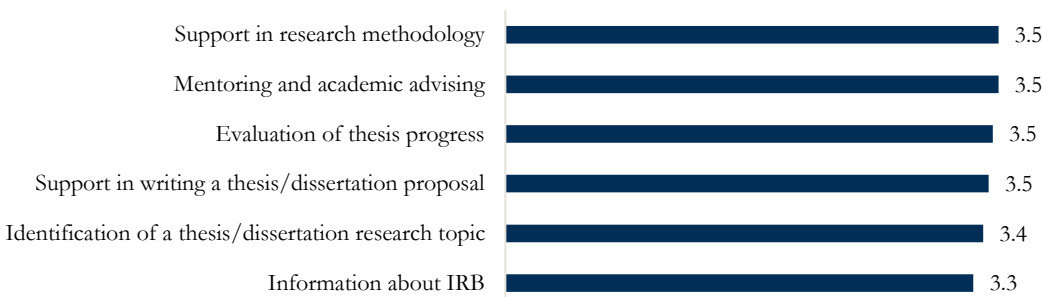 Support in research methodology 3.5
Mentoring and academic advising 3.5
Evaluation of thesis progress 3.5
Support in writing a thesis/dissertation proposal 3.5
Identification of a thesis/dissertation research topic 3.4
Information about IRB 3.3